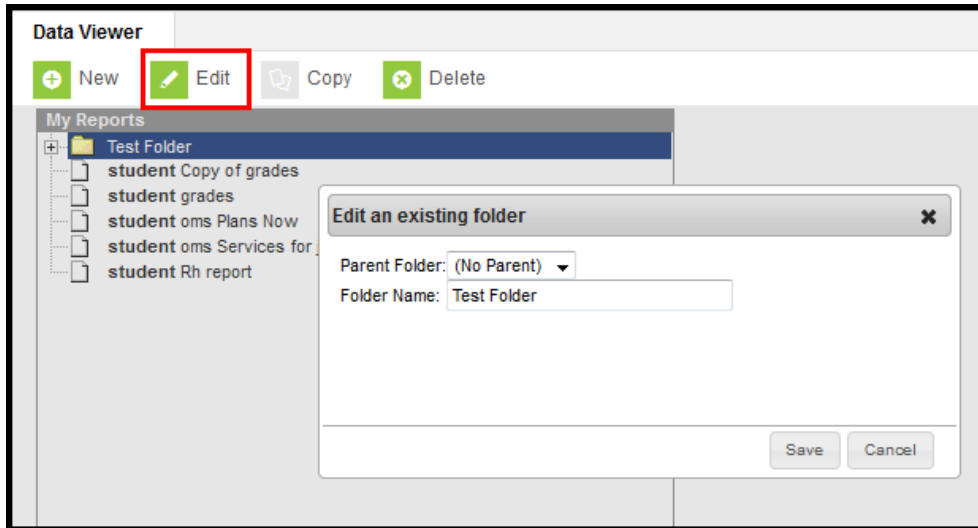 Data Viewer
New Edit Copy Delete
My Reports
Test Folder
student Copy of grades
student grades
student oms Plans Now
student oms Services for
student Rh report
Edit an existing folder
Parent Folder: (No Parent)
Folder Name: Test Folder
Save Cancel